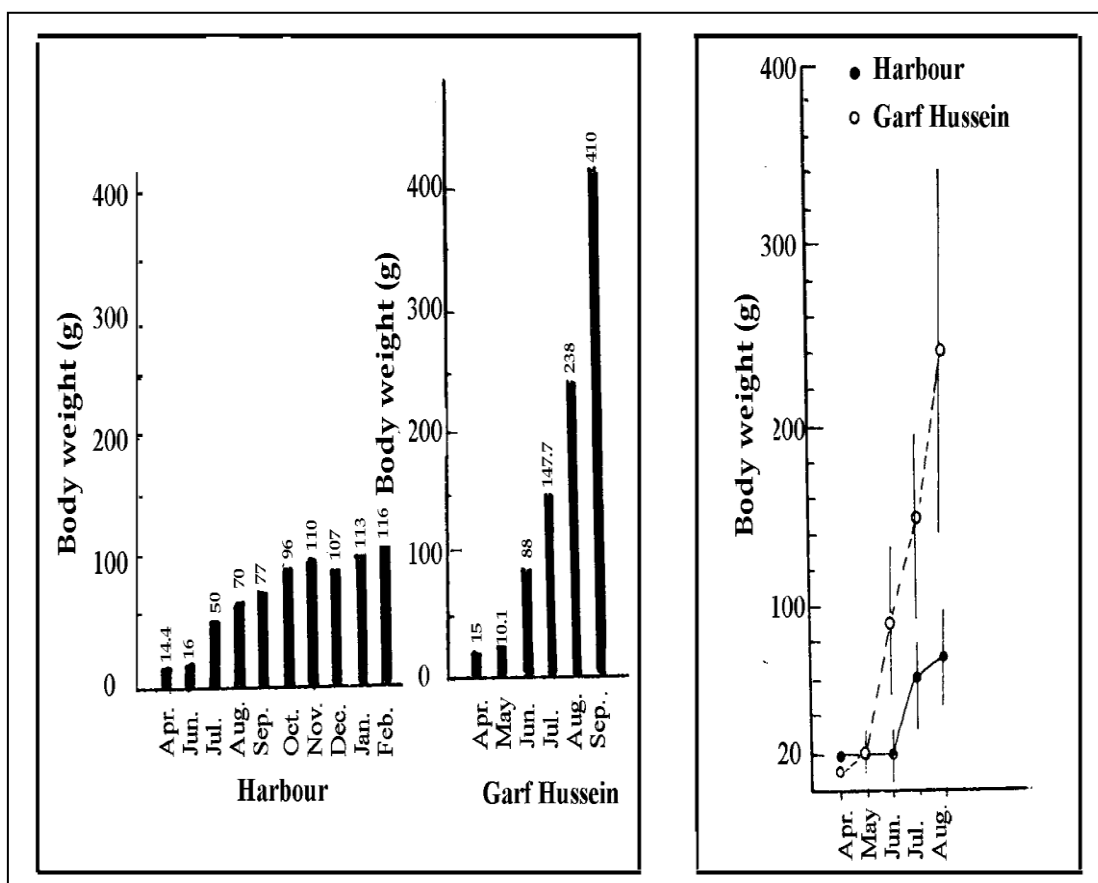 Body weight (g)
400
300
200
100
0
14.4
16
50
70
77
96
110
107
113
116
Apr.
Jun.
Jul.
Aug.
Sep.
Oct.
Nov.
Dec.
Jan.
Feb.
Harbour
Body weight (g)
400
300
200
100
0
15
10.1
88
147.7
238
410
Apr.
May
Jun.
Jul.
Aug.
Sep.
Garf Hussein
Harbour
Garf Hussein
Body weight (g)
400
300
200
100
20
Apr.
May
Jun.
Jul.
Aug.